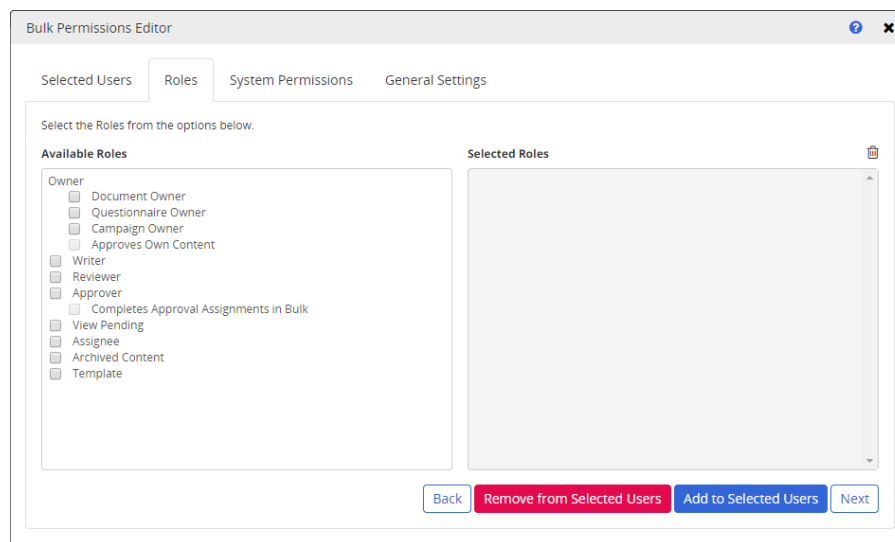 Bulk Permissions Editor
Selected Users Roles System Permissions General Settings
Select the Roles from the options below.
Available Roles Selected Roles
Owner
Document Owner
Questionnaire Owner
Campaign Owner
Approves Own Content
Writer
Reviewer
Approver
Completes Approval Assignments in Bulk
View Pending
Assignee
Archived Content
Template
Back Remove from Selected Users Add to Selected Users Next